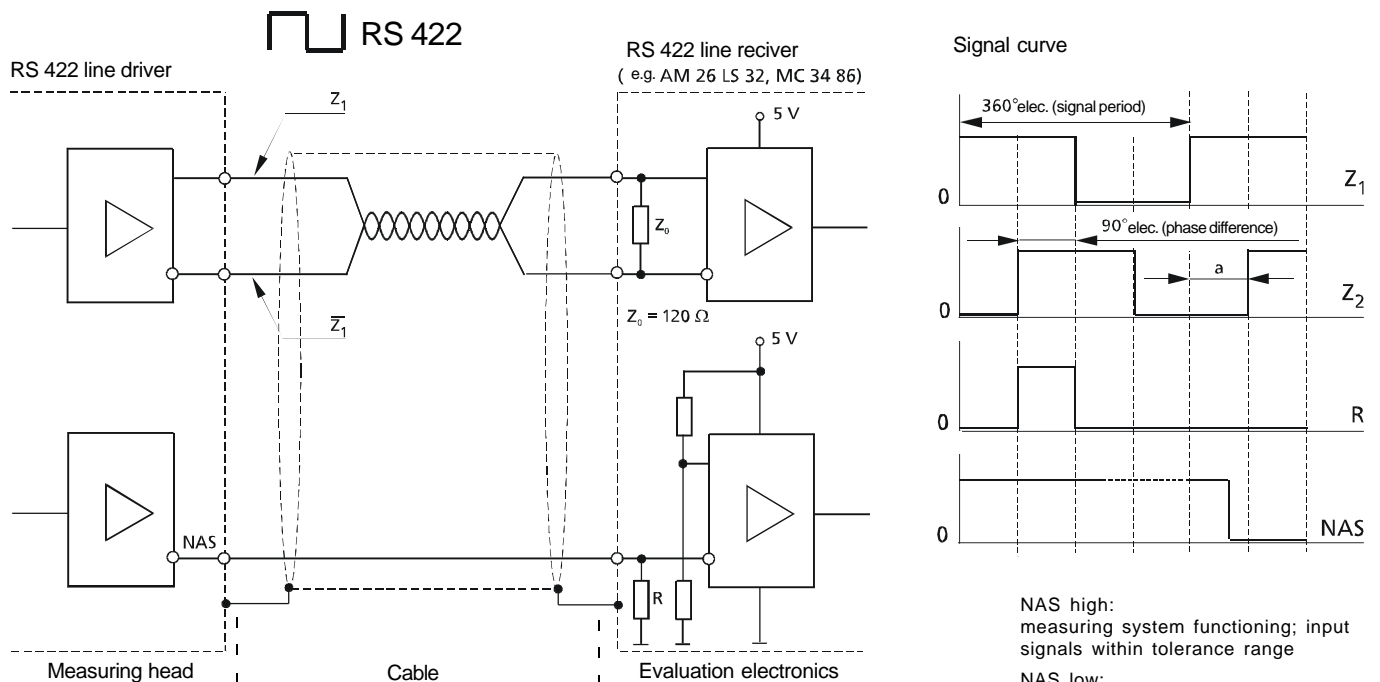 RS 422
RS 422 line driver
RS 422 line reciver
( e.g. AM 26 LS 32, MC 34 86)
Z1
Z̅1
5 V
Z0
Z0 = 120 Ω
5 V
NAS
R
Measuring head
Cable
Evaluation electronics
Signal curve
360°elec. (signal period)
0
Z1
90°elec. (phase difference)
a
0
Z2
0
R
0
NAS
NAS high:
measuring system functioning; input
signals within tolerance range
NAS low: